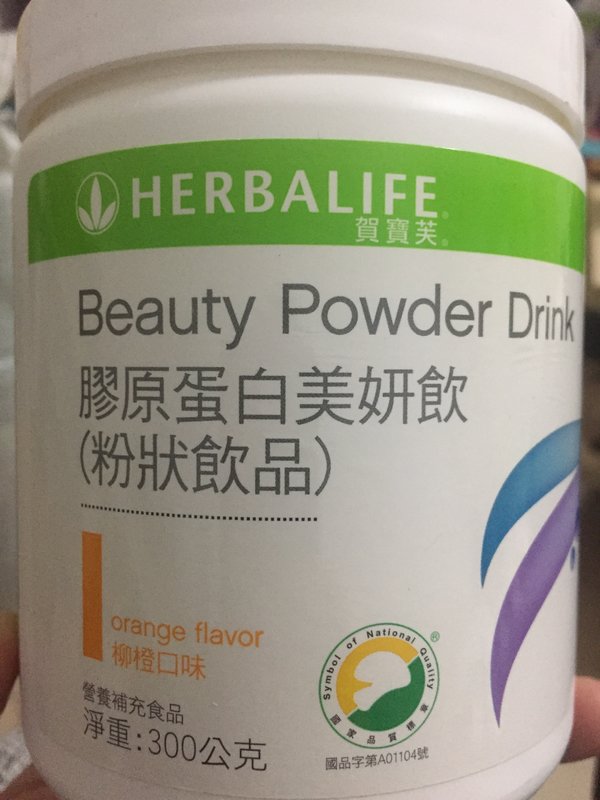 HERBALIFE
賀寶芙
Beauty Powder Drink
膠原蛋白美妍飲
(粉狀飲品)
orange flavor
柳橙口味
營養補充食品
淨重:300公克
Symbol of National Quality
國家品質標章
國品字第A01104號